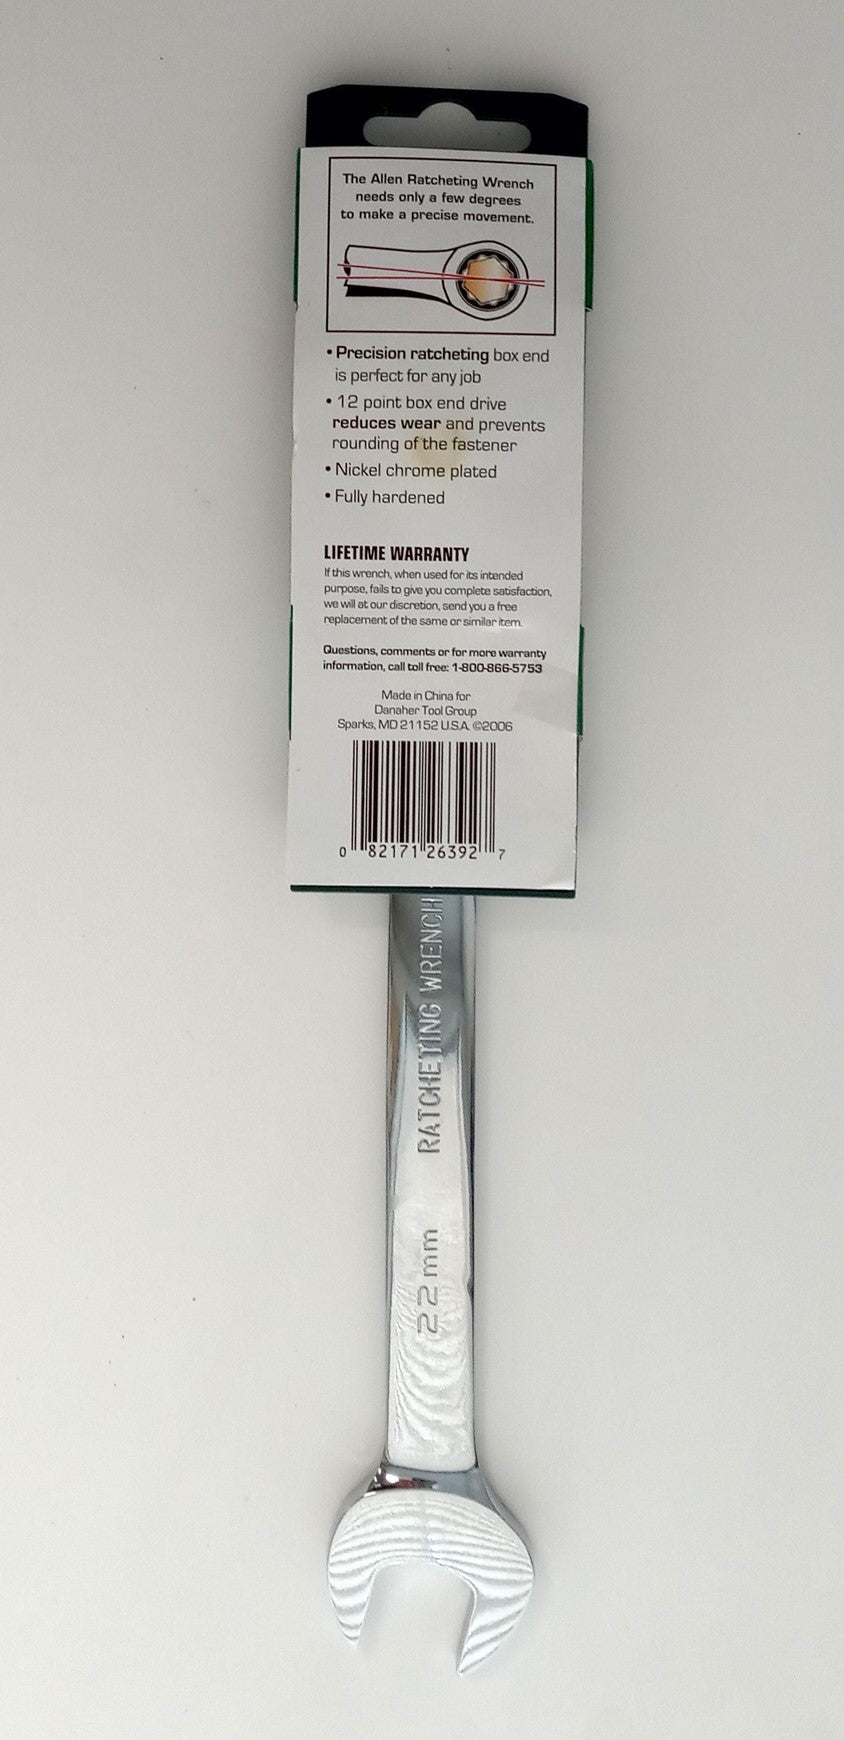 The Allen Ratcheting Wrench
needs only a few degrees
to make a precise movement.
• Precision ratcheting box end
is perfect for any job
• 12 point box end drive
reduces wear and prevents
rounding of the fastener
• Nickel chrome plated
• Fully hardened
LIFETIME WARRANTY
If this wrench, when used for its intended
purpose, fails to give you complete satisfaction,
we will at our discretion, send you a free
replacement of the same or similar item.
Questions, comments or for more warranty
information, call toll free: 1-800-866-5753
Made in China for
Danaher Tool Group
Sparks, MD 21152 U.S.A. ©2006
0 82171 26392 7
RATCHETING WRENCH
22mm